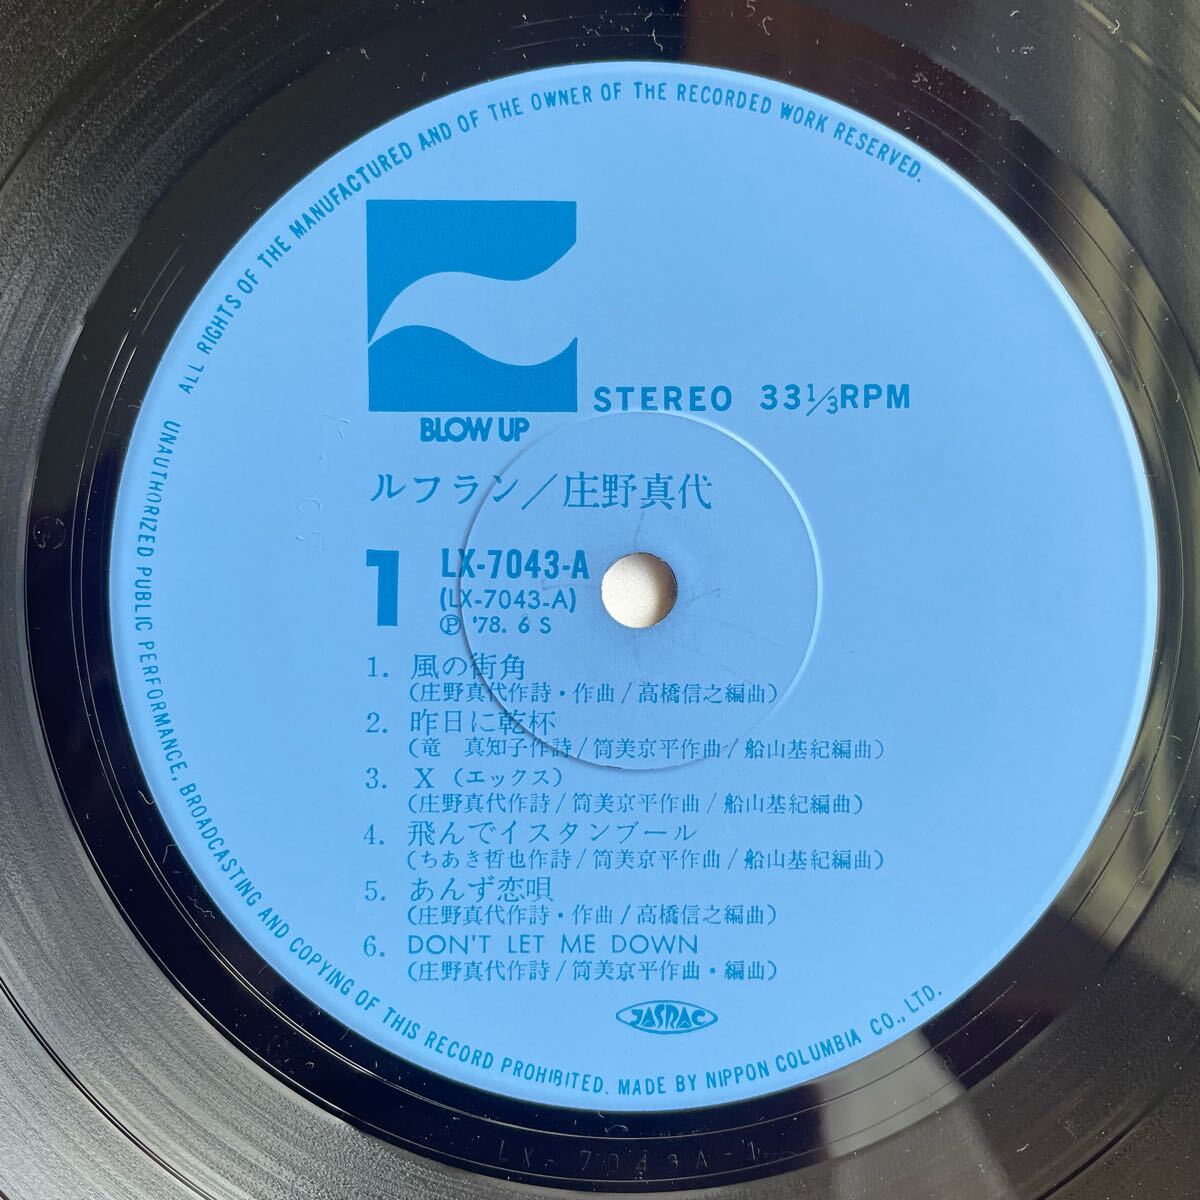 ALL RIGHTS OF THE MANUFACTURED AND OF THE OWNER OF THE RECORDED WORK RESERVED.
BLOW UP
STEREO 33 1/3 RPM
ルフラン/庄野真代
1
LX-7043-A
(LX-7043-A)
Ⓟ '78. 6 S
1. 風の街角
(庄野真代作詩・作曲/高橋信之編曲)
2. 昨日に乾杯
(竜 真知子作詩/筒美京平作曲/船山基紀編曲)
3. X (エックス)
(庄野真代作詩/筒美京平作曲/船山基紀編曲)
4. 飛んでイスタンブール
(ちあき哲也作詩/筒美京平作曲/船山基紀編曲)
5. あんず恋唄
(庄野真代作詩・作曲/高橋信之編曲)
6. DON'T LET ME DOWN
(庄野真代作詩/筒美京平作曲・編曲)
JASRAC
UNAUTHORIZED PUBLIC PERFORMANCE, BROADCASTING AND COPYING OF THIS RECORD PROHIBITED. MADE BY NIPPON COLUMBIA CO., LTD.
LX-7043A-1